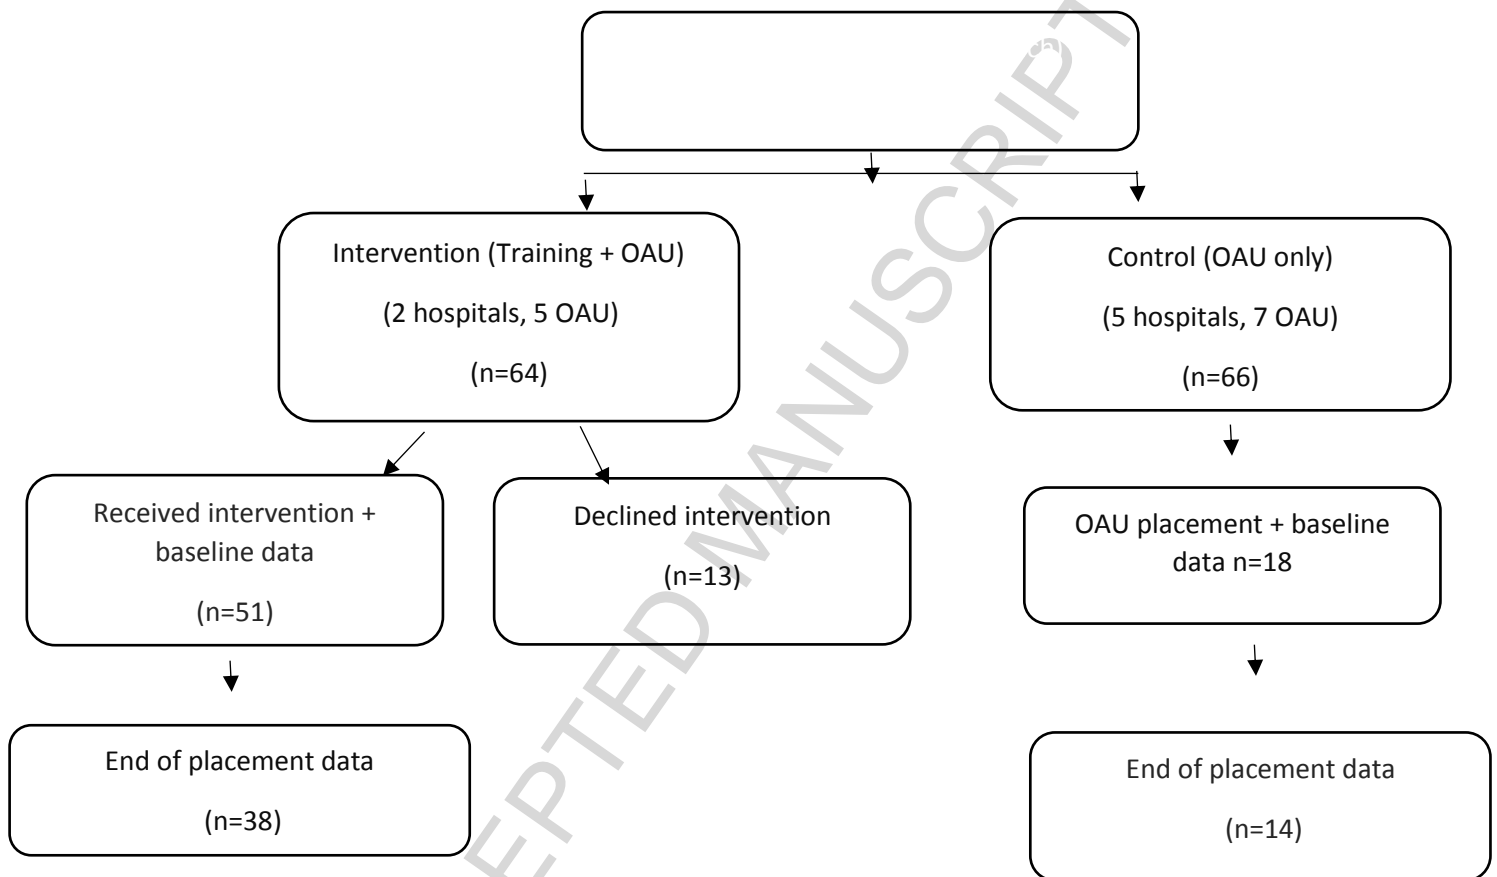 Intervention (Training + OAU)
(2 hospitals, 5 OAU)
(n=64)
Control (OAU only)
(5 hospitals, 7 OAU)
(n=66)
Received intervention +
baseline data
(n=51)
Declined intervention
(n=13)
OAU placement + baseline
data n=18
End of placement data
(n=38)
End of placement data
(n=14)
EPTED MANUSCRIPT